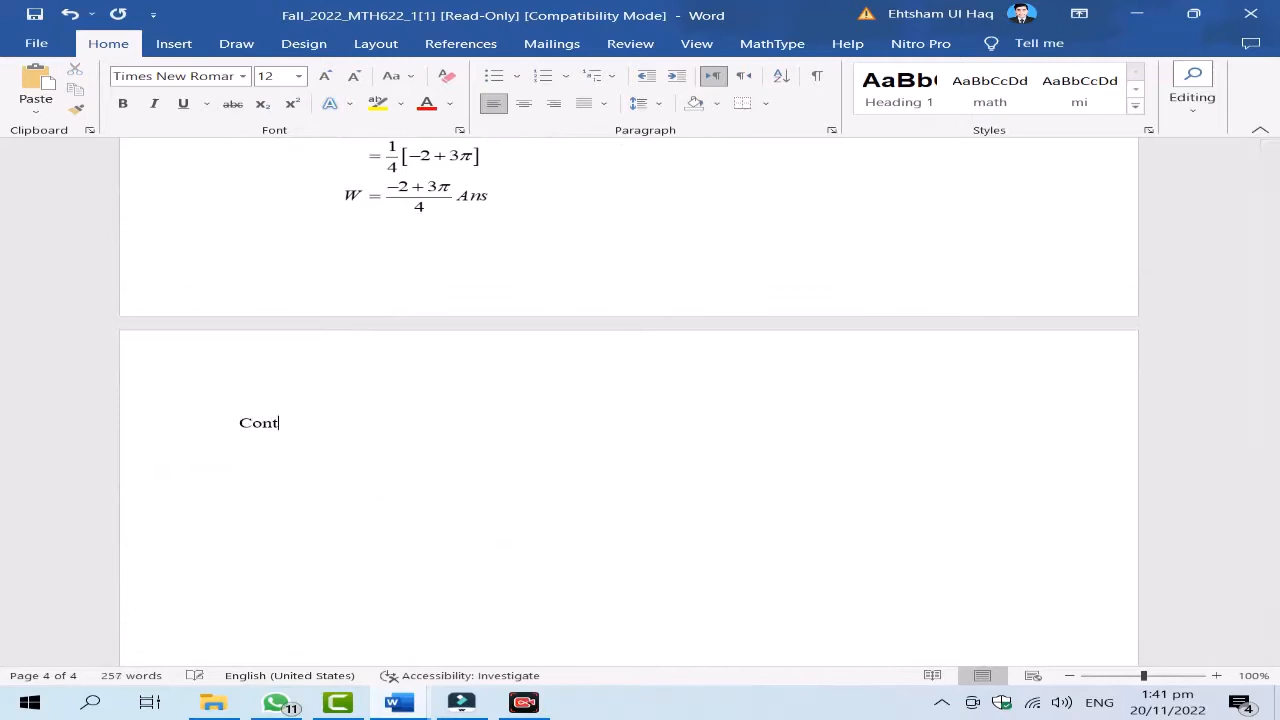 Fall_2022_MTH622_1[1] [Read-Only] [Compatibility Mode] - Word
Ehtsham Ul Haq
File Home Insert Draw Design Layout References Mailings Review View MathType Help Nitro Pro Tell me
Times New Romar 12
Paste
AaBbC AaBbCcDd AaBbCcDd
Heading 1 math mi
Editing
Clipboard Font Paragraph Styles
= 1/4 [−2 + 3π]
W = −2 + 3π / 4 Ans
Cont
Page 4 of 4 257 words English (United States) Accessibility: Investigate 100%
11
ENG
1:41 pm
20/11/2022
4